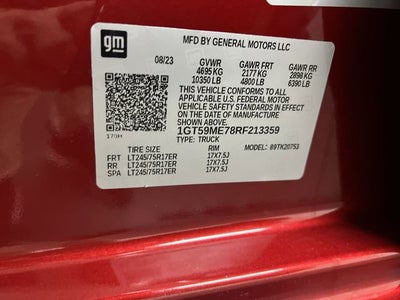 gm
MFD BY GENERAL MOTORS LLC
08/23 GVWR GAWR FRT GAWR RR
4695 KG 2177 KG 2898 KG
10350 LB 4800 LB 6390 LB
THIS VEHICLE CONFORMS TO ALL
APPLICABLE U.S. FEDERAL MOTOR
VEHICLE SAFETY STANDARDS IN EFFECT
ON THE DATE OF MANUFACTURE
SHOWN ABOVE.
1GT59ME78RF213359
170H TYPE: TRUCK 89TK20753
TIRE SIZE RIM
FRT LT245/75R17ER 17X7.5J
RR LT245/75R17ER 17X7.5J
SPA LT245/75R17ER 17X7.5J